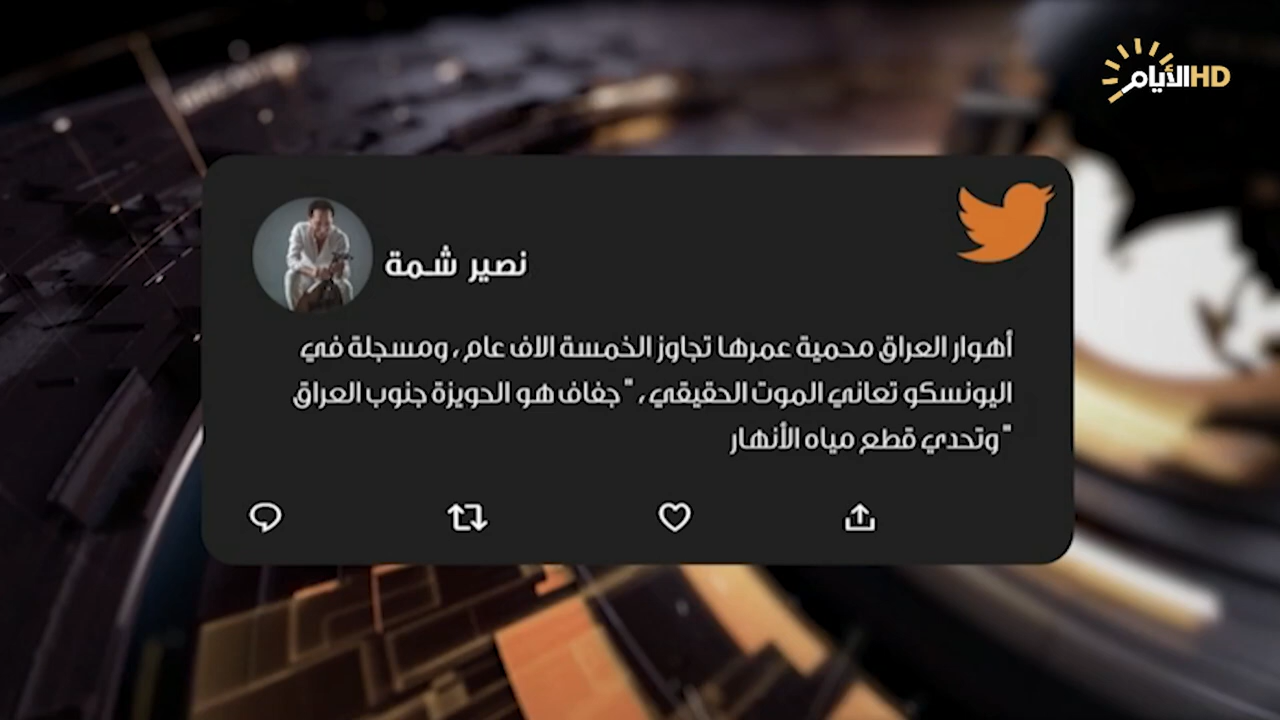 الأيام HD
نصير شمة
أهوار العراق محمية عمرها تجاوز الخمسة الاف عام، ومسجلة في
اليونسكو تعاني الموت الحقيقي، " جفاف هو الحويزة جنوب العراق
" وتحدي قطع مياه الأنهار